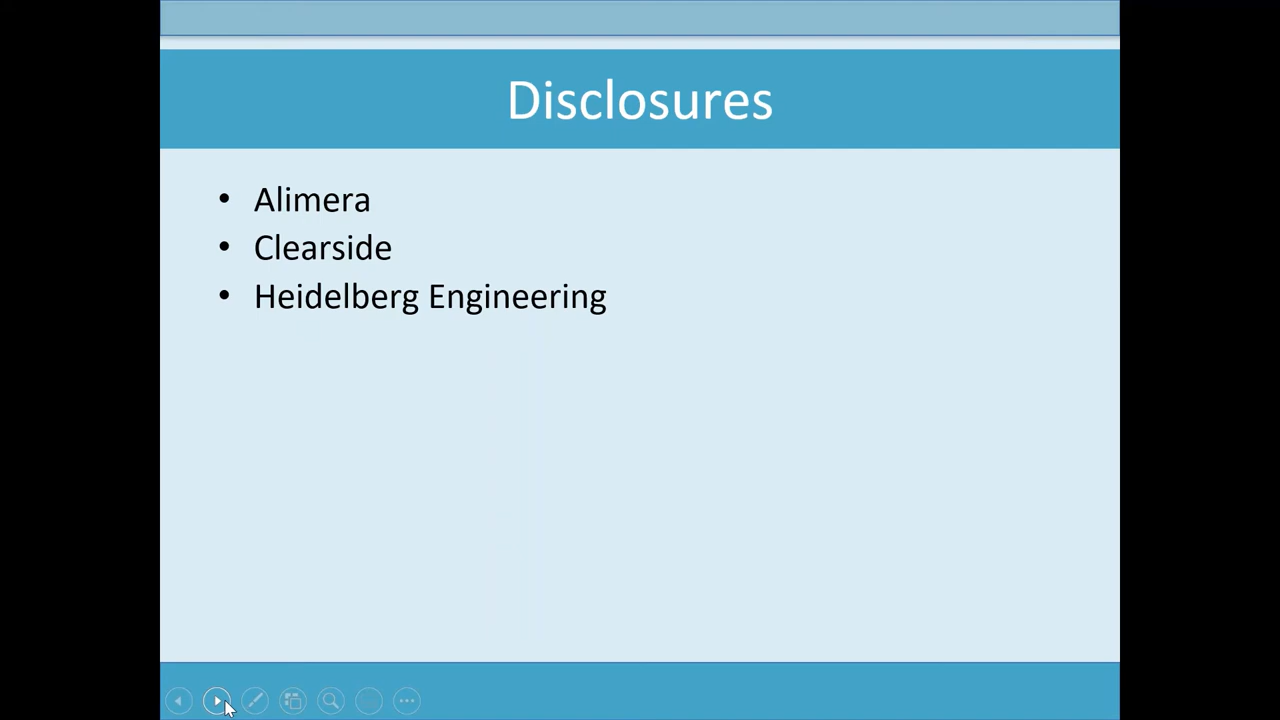 Disclosures
• Alimera
• Clearside
• Heidelberg Engineering